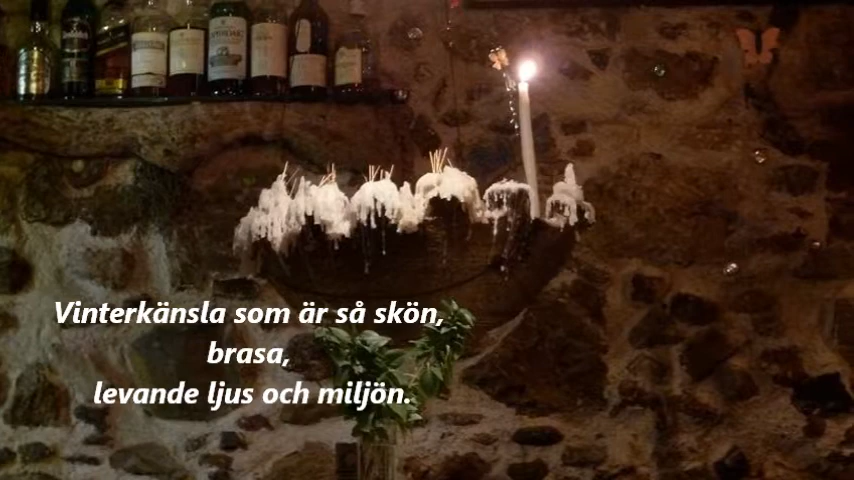 Vinterkänsla som är så skön,
brasa,
levande ljus och miljön.